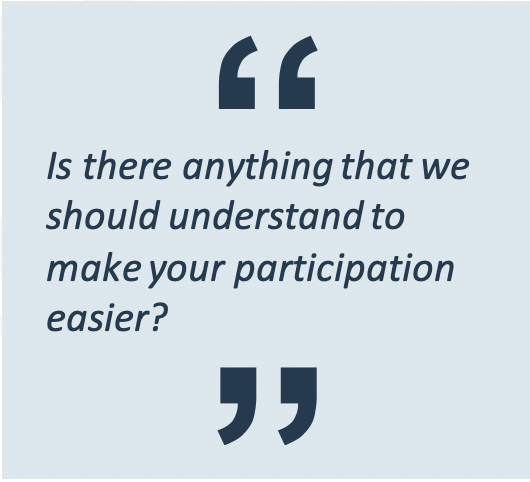 “
Is there anything that we
should understand to
make your participation
easier?
”